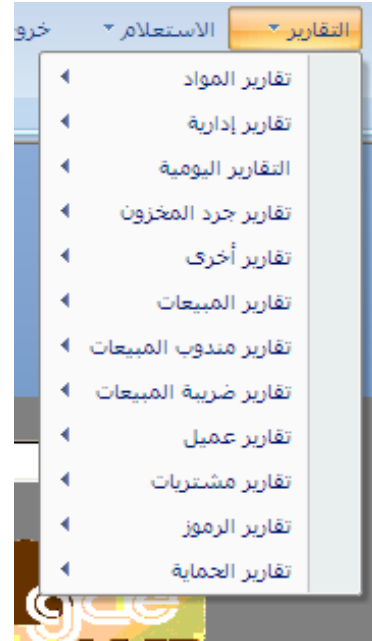 التقارير الاستعلام
تقارير المواد
تقارير إدارية
التقارير اليومية
تقارير جرد المخزون
تقارير أخرى
تقارير المبيعات
تقارير مندوب المبيعات
تقارير ضريبة المبيعات
تقارير عميل
تقارير مشتريات
تقارير الرموز
تقارير الحماية